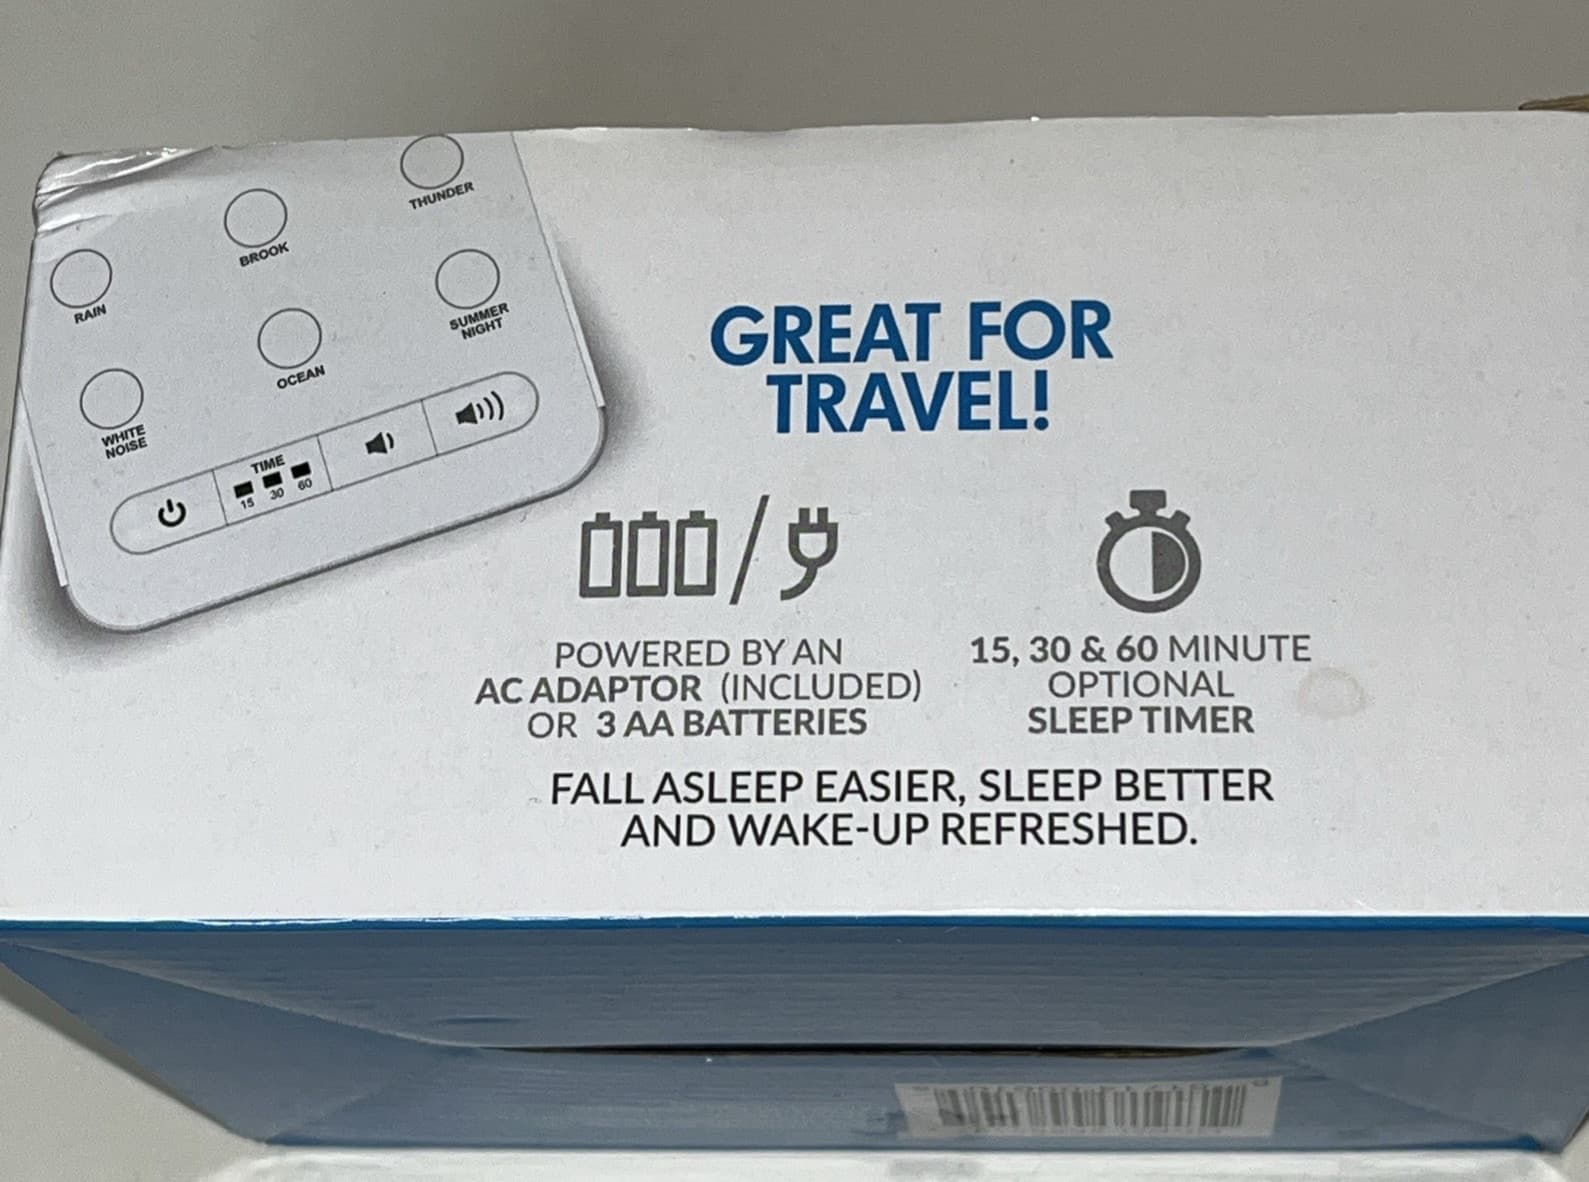 THUNDER
BROOK
RAIN
SUMMER
NIGHT
OCEAN
WHITE
NOISE
TIME
15 30 60
GREAT FOR
TRAVEL!
POWERED BY AN
AC ADAPTOR (INCLUDED)
OR 3 AA BATTERIES
15, 30 & 60 MINUTE
OPTIONAL
SLEEP TIMER
FALL ASLEEP EASIER, SLEEP BETTER
AND WAKE-UP REFRESHED.